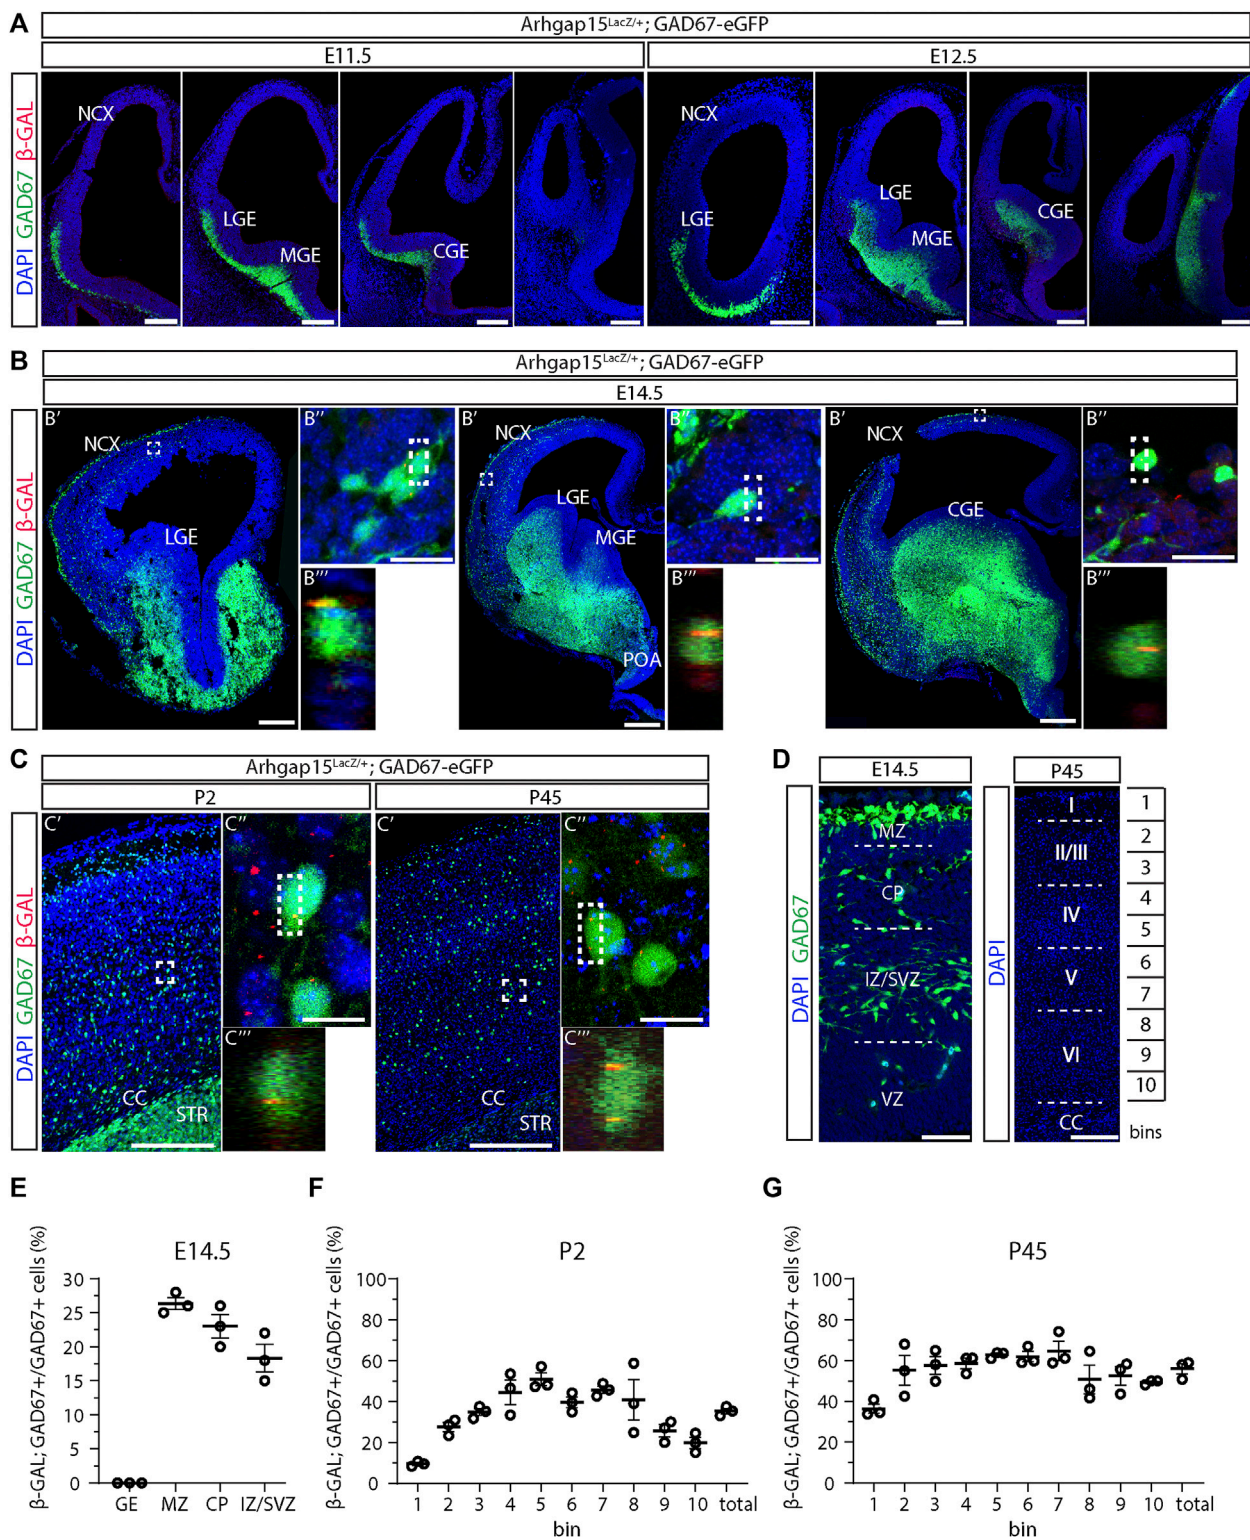 A
Arhgap15LacZ/+; GAD67-eGFP
E11.5 E12.5
DAPI GAD67 β-GAL
NCX LGE MGE CGE NCX LGE LGE MGE CGE
B
Arhgap15LacZ/+; GAD67-eGFP
E14.5
DAPI GAD67 β-GAL
B' NCX LGE
B''
B'''
B' NCX LGE MGE POA
B''
B'''
B' NCX CGE
B''
B'''
C
Arhgap15LacZ/+; GAD67-eGFP
P2 P45
DAPI GAD67 β-GAL
C' CC STR
C''
C'''
C' CC STR
C''
C'''
D
E14.5 P45
DAPI GAD67
MZ
CP
IZ/SVZ
VZ
DAPI
I
II/III
IV
V
VI
CC
1
2
3
4
5
6
7
8
9
10
bins
E
E14.5
β-GAL; GAD67+/GAD67+ cells (%)
30
25
20
15
10
5
0
GE MZ CP IZ/SVZ
F
P2
β-GAL; GAD67+/GAD67+ cells (%)
100
80
60
40
20
0
1 2 3 4 5 6 7 8 9 10 total
bin
G
P45
β-GAL; GAD67+/GAD67+ cells (%)
100
80
60
40
20
0
1 2 3 4 5 6 7 8 9 10 total
bin